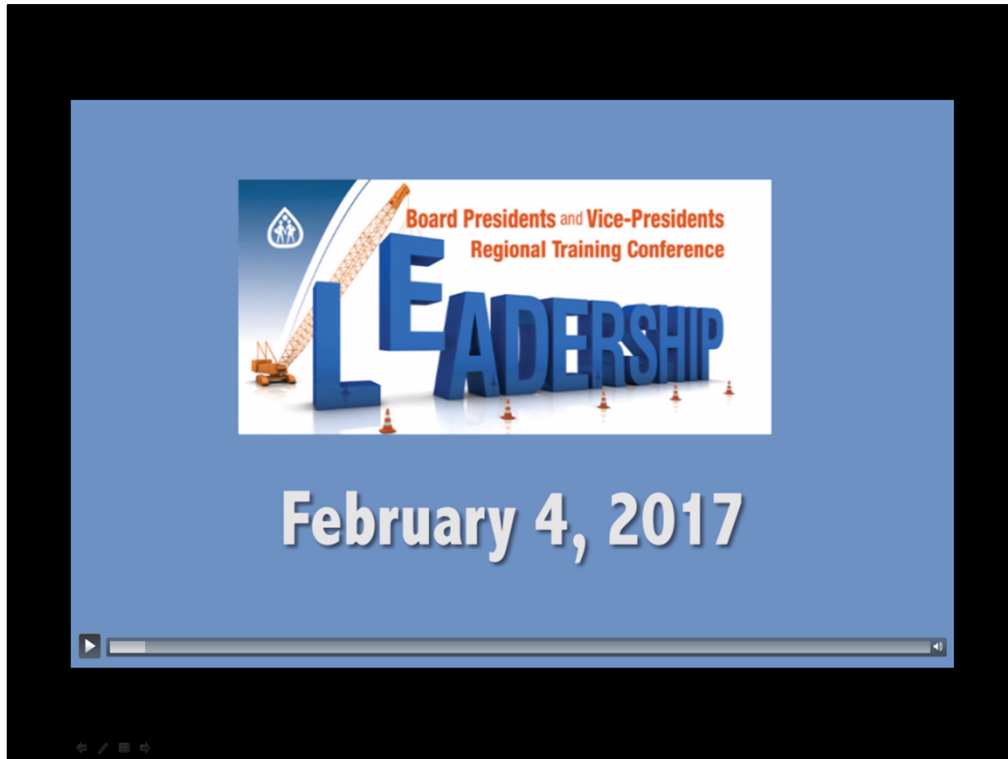 Board Presidents and Vice-Presidents
Regional Training Conference
LEADERSHIP
February 4, 2017